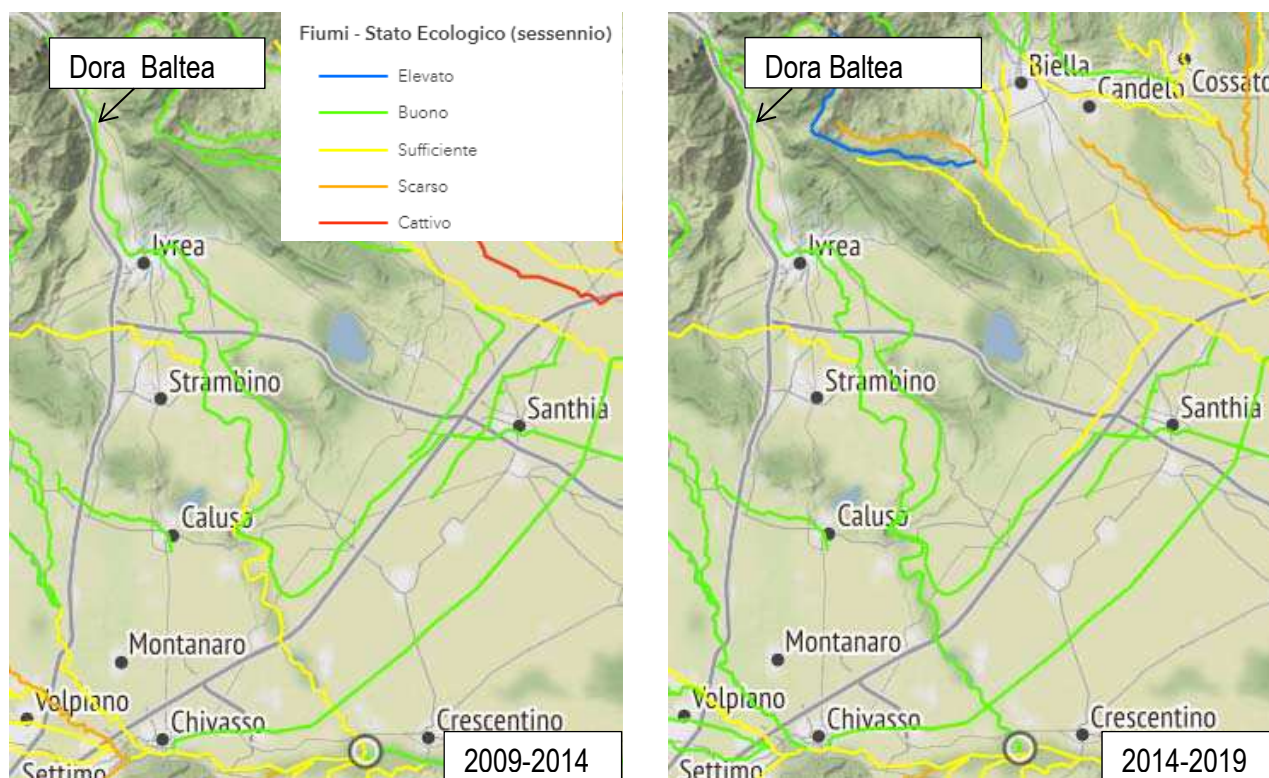 Dora Baltea
Fiumi - Stato Ecologico (sessennio)
Elevato
Buono
Sufficiente
Scarso
Cattivo
Ivrea
Strambino
Santhia
Caluso
Montanaro
Volpiano
Chivasso
Crescentino
Settimo
2009-2014
Dora Baltea
Biella
Candelo
Cossato
Ivrea
Strambino
Santhia
Caluso
Montanaro
Volpiano
Chivasso
Crescentino
Settimo
2014-2019